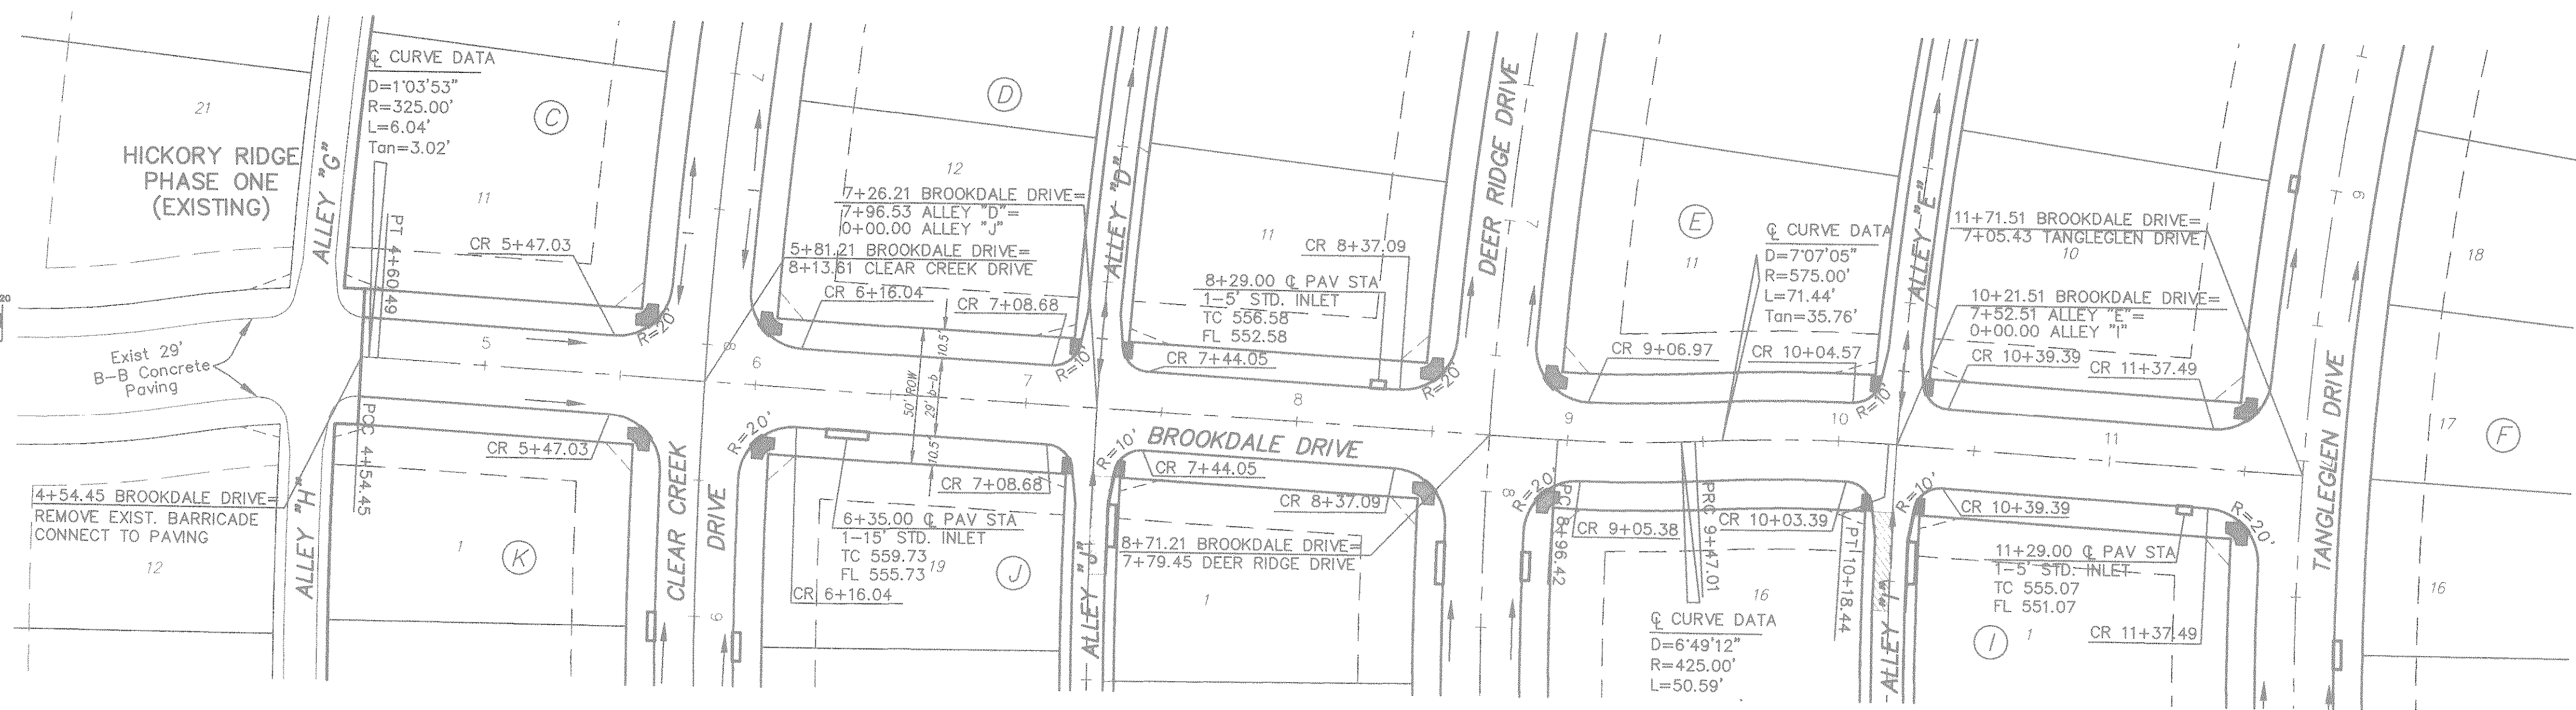 21
HICKORY RIDGE
PHASE ONE
(EXISTING)
ALLEY "G"
20
Exist 29'
B-B Concrete
Paving
4+54.45 BROOKDALE DRIVE=
REMOVE EXIST. BARRICADE
CONNECT TO PAVING
12
ALLEY "H"
℄ CURVE DATA
D=1°03'53"
R=325.00'
L=6.04'
Tan=3.02'
C
11
PT 4+60.49
CR 5+47.03
R=20'
5
PCC 4+54.45
CR 5+47.03
1
K
CLEAR CREEK
DRIVE
7
8
9
D
12
7+26.21 BROOKDALE DRIVE=
7+96.53 ALLEY "D"=
0+00.00 ALLEY "J"
5+81.21 BROOKDALE DRIVE=
8+13.61 CLEAR CREEK DRIVE
CR 6+16.04
CR 7+08.68
R=10'
6
7
50' ROW
29' b-b
10.5'
10.5'
R=20'
CR 7+08.68
6+35.00 ℄ PAV STA
1-15' STD. INLET
TC 559.73
FL 555.73
19
J
CR 6+16.04
ALLEY "D"
ALLEY "J"
11
CR 8+37.09
8+29.00 ℄ PAV STA
1-5' STD. INLET
TC 556.58
FL 552.58
CR 7+44.05
R=20'
8
R=10'
BROOKDALE DRIVE
CR 7+44.05
CR 8+37.09
8+71.21 BROOKDALE DRIVE=
7+79.45 DEER RIDGE DRIVE
1
DEER RIDGE DRIVE
7
8
E
11
℄ CURVE DATA
D=7°07'05"
R=575.00'
L=71.44'
Tan=35.76'
CR 9+06.97
CR 10+04.57
R=10'
9
10
R=20'
PC 8+96.42
CR 9+05.38
PRC 9+47.01
CR 10+03.39
PT 10+18.44
16
℄ CURVE DATA
D=6°49'12"
R=425.00'
L=50.59'
ALLEY "E"
ALLEY "I"
11+71.51 BROOKDALE DRIVE=
7+05.43 TANGLEGLEN DRIVE
10
10+21.51 BROOKDALE DRIVE=
7+52.51 ALLEY "E"=
0+00.00 ALLEY "I"
CR 10+39.39
CR 11+37.49
11
R=10'
CR 10+39.39
R=20'
11+29.00 ℄ PAV STA
1-5' STD. INLET
TC 555.07
FL 551.07
I
1
CR 11+37.49
TANGLEGLEN DRIVE
6
18
17
F
16